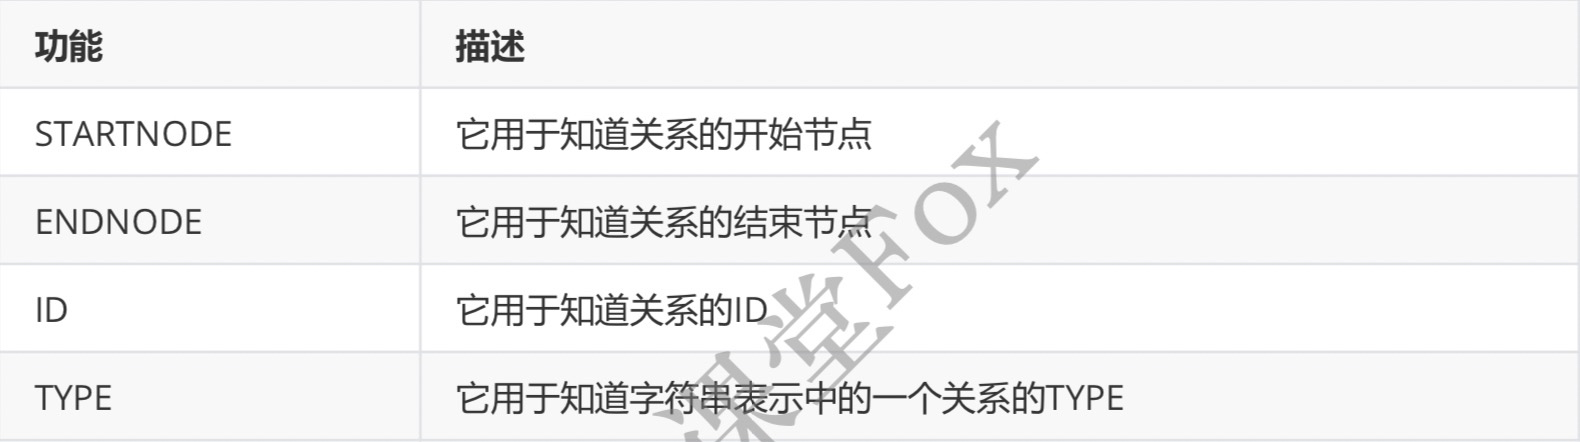 功能 描述
STARTNODE 它用于知道关系的开始节点
ENDNODE 它用于知道关系的结束节点
ID 它用于知道关系的ID
TYPE 它用于知道字符串表示中的一个关系的TYPE
课堂Fox